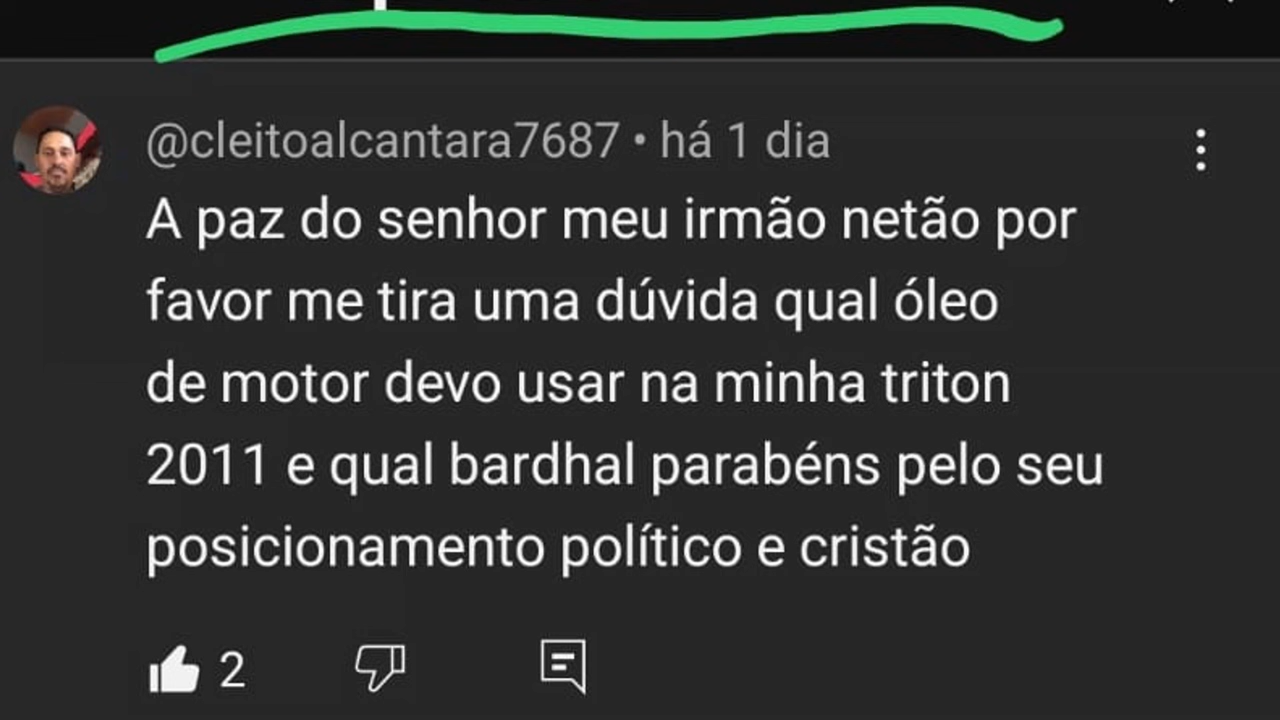 @cleitoalcantara7687 • há 1 dia
A paz do senhor meu irmão netão por
favor me tira uma dúvida qual óleo
de motor devo usar na minha triton
2011 e qual bardhal parabéns pelo seu
posicionamento político e cristão
2